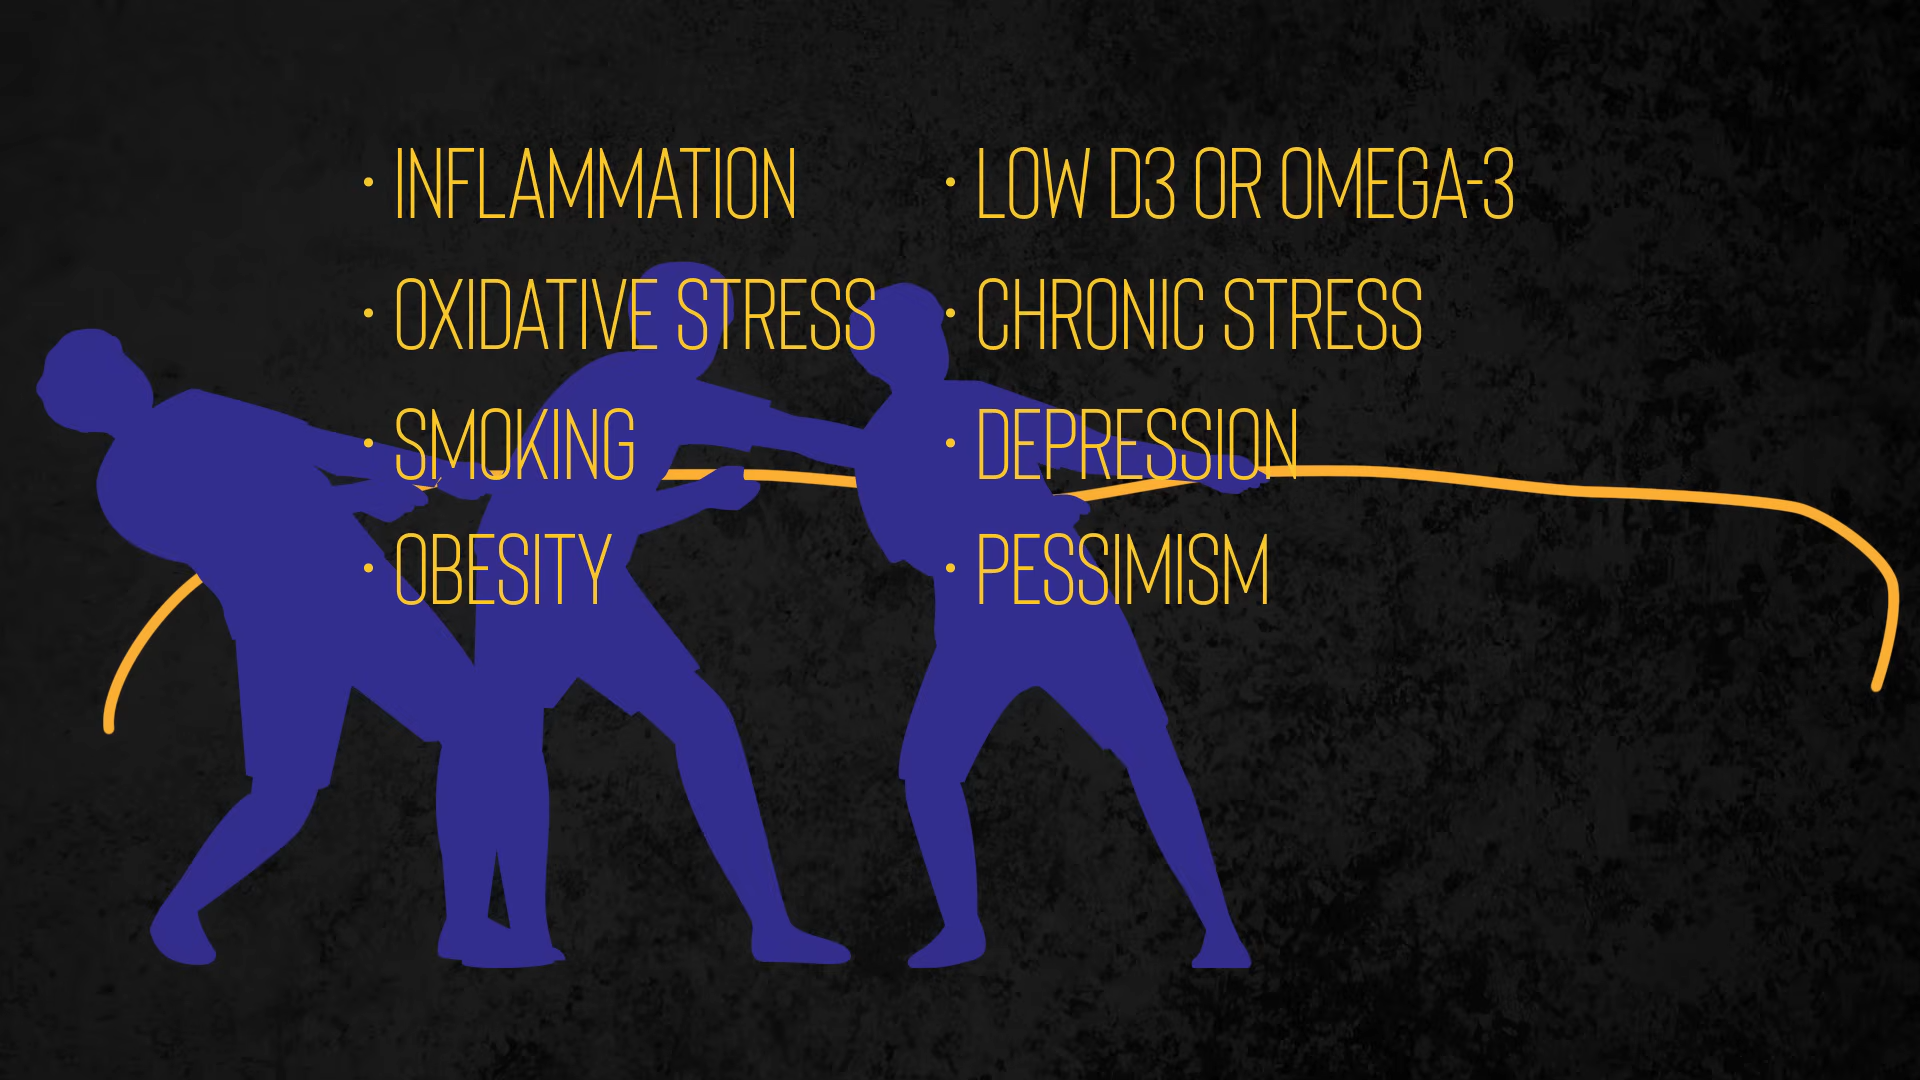 · INFLAMMATION
· OXIDATIVE STRESS
· SMOKING
· OBESITY
· LOW D3 OR OMEGA-3
· CHRONIC STRESS
· DEPRESSION
· PESSIMISM